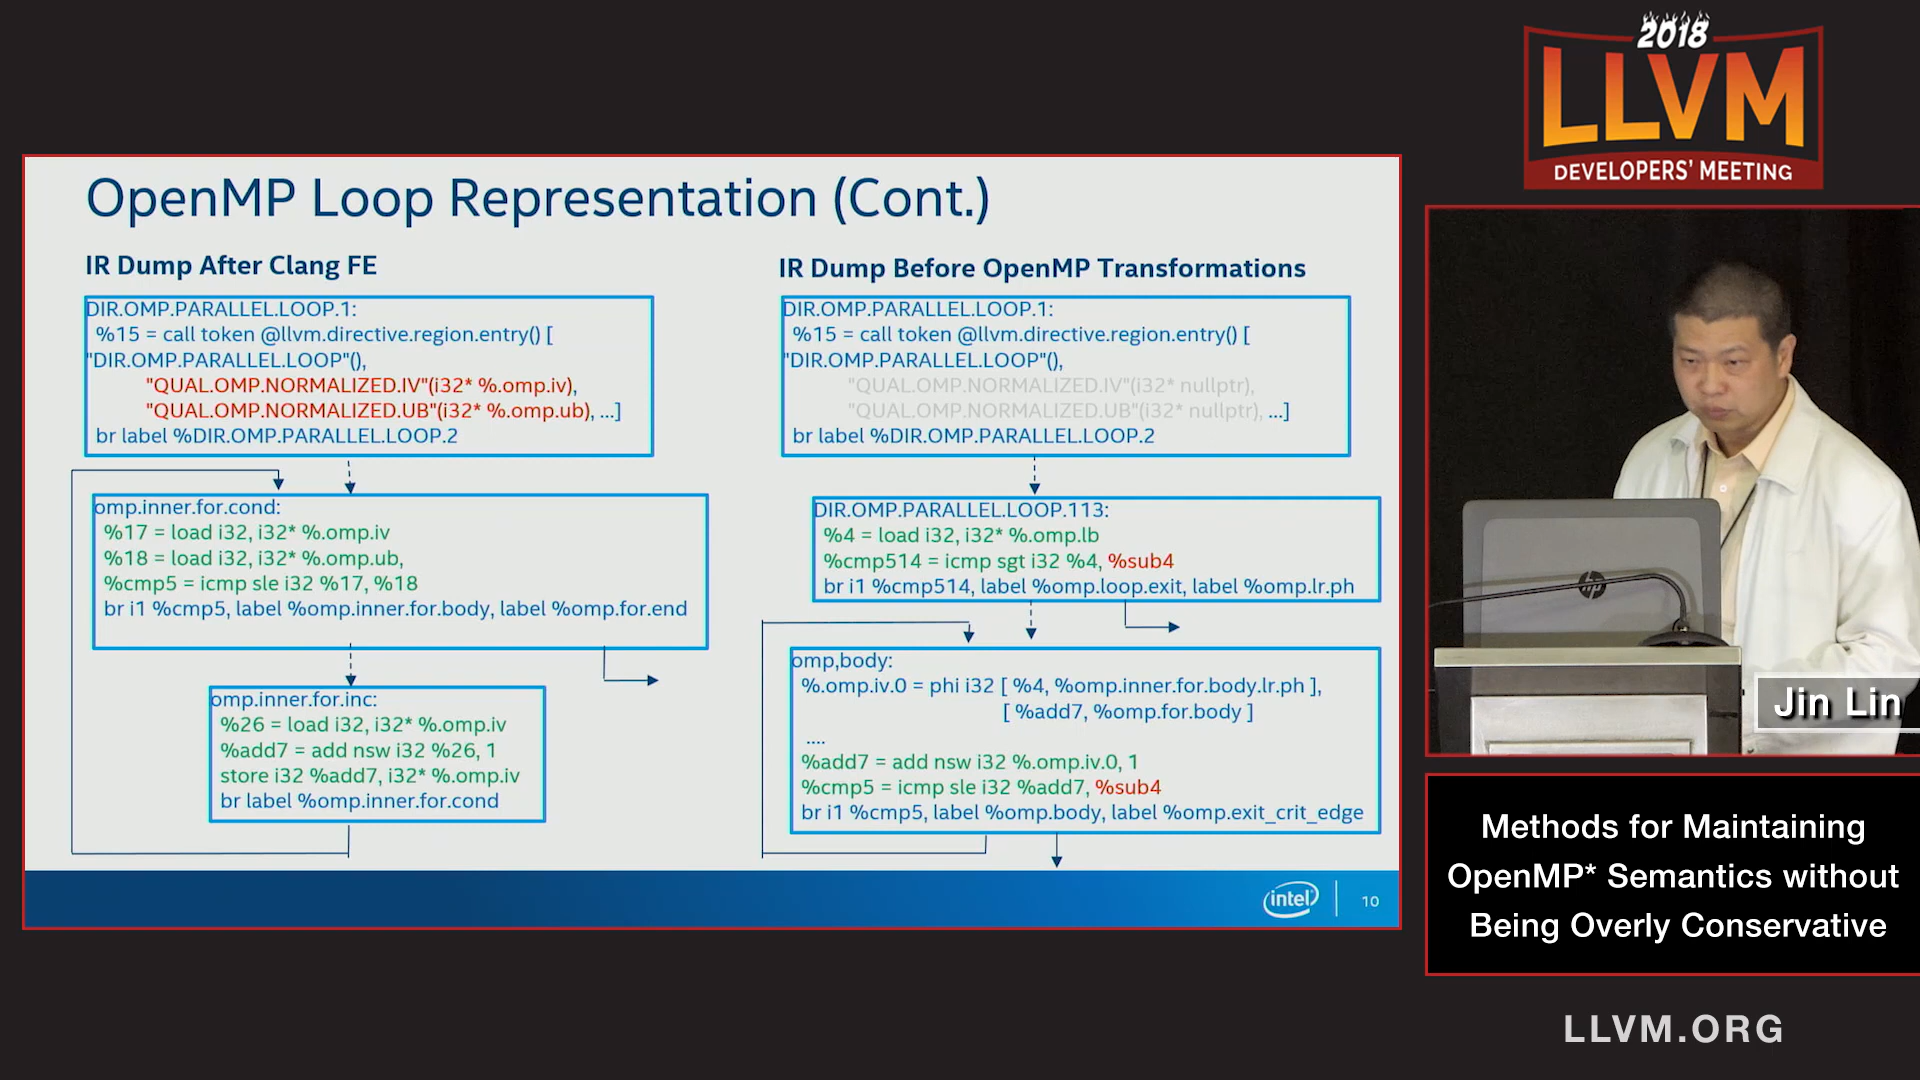 2018
LLVM
DEVELOPERS' MEETING
OpenMP Loop Representation (Cont.)
IR Dump After Clang FE
DIR.OMP.PARALLEL.LOOP.1:
%15 = call token @llvm.directive.region.entry() [
"DIR.OMP.PARALLEL.LOOP"(),
"QUAL.OMP.NORMALIZED.IV"(i32* %.omp.iv),
"QUAL.OMP.NORMALIZED.UB"(i32* %.omp.ub), ...]
br label %DIR.OMP.PARALLEL.LOOP.2
omp.inner.for.cond:
%17 = load i32, i32* %.omp.iv
%18 = load i32, i32* %.omp.ub,
%cmp5 = icmp sle i32 %17, %18
br i1 %cmp5, label %omp.inner.for.body, label %omp.for.end
omp.inner.for.inc:
%26 = load i32, i32* %.omp.iv
%add7 = add nsw i32 %26, 1
store i32 %add7, i32* %.omp.iv
br label %omp.inner.for.cond
IR Dump Before OpenMP Transformations
DIR.OMP.PARALLEL.LOOP.1:
%15 = call token @llvm.directive.region.entry() [
"DIR.OMP.PARALLEL.LOOP"(),
"QUAL.OMP.NORMALIZED.IV"(i32* nullptr),
"QUAL.OMP.NORMALIZED.UB"(i32* nullptr), ...]
br label %DIR.OMP.PARALLEL.LOOP.2
DIR.OMP.PARALLEL.LOOP.113:
%4 = load i32, i32* %.omp.lb
%cmp514 = icmp sgt i32 %4, %sub4
br i1 %cmp514, label %omp.loop.exit, label %omp.lr.ph
omp,body:
%.omp.iv.0 = phi i32 [ %4, %omp.inner.for.body.lr.ph ],
[ %add7, %omp.for.body ]
....
%add7 = add nsw i32 %.omp.iv.0, 1
%cmp5 = icmp sle i32 %add7, %sub4
br i1 %cmp5, label %omp.body, label %omp.exit_crit_edge
intel
10
hp
Jin Lin
Methods for Maintaining
OpenMP* Semantics without
Being Overly Conservative
LLVM.ORG